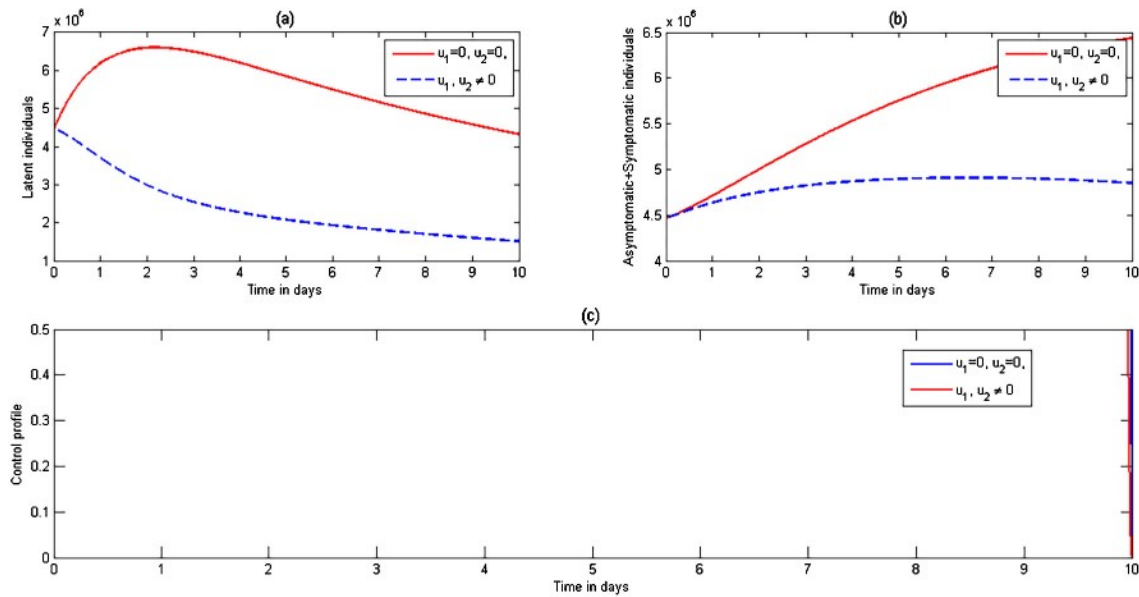 (a)
× 10⁶
7
6
5
4
3
2
1
Latent individuals
u₁=0, u₂=0,
u₁, u₂ ≠ 0
0 1 2 3 4 5 6 7 8 9 10
Time in days
(b)
× 10⁶
6.5
6
5.5
5
4.5
4
Asymptomatic+Symptomatic individuals
u₁=0, u₂=0,
u₁, u₂ ≠ 0
0 1 2 3 4 5 6 7 8 9 10
Time in days
(c)
0.5
0.4
0.3
0.2
0.1
0
Control profile
u₁=0, u₂=0,
u₁, u₂ ≠ 0
0 1 2 3 4 5 6 7 8 9 10
Time in days